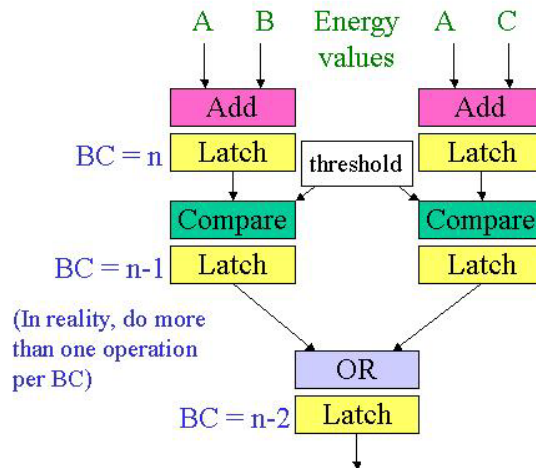 A B Energy A C
values
Add Add
BC = n Latch threshold Latch
Compare Compare
BC = n-1 Latch Latch
(In reality, do more
than one operation
per BC)
OR
BC = n-2 Latch